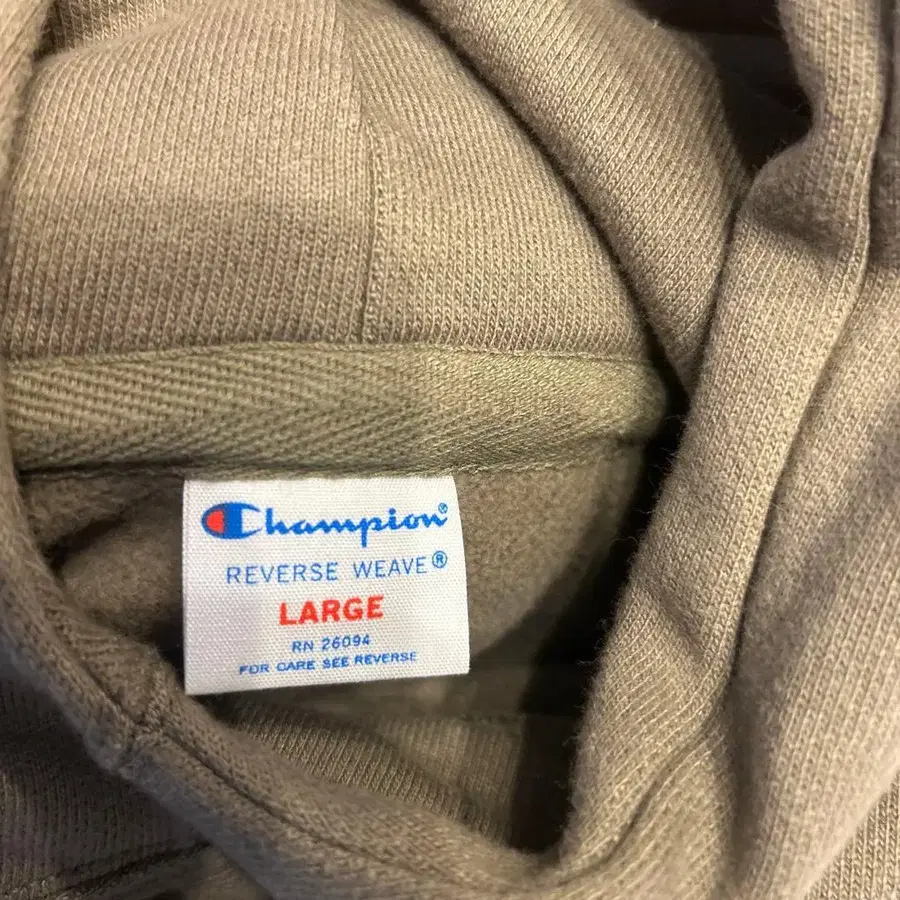 Champion®
REVERSE WEAVE®
LARGE
RN 26094
FOR CARE SEE REVERSE